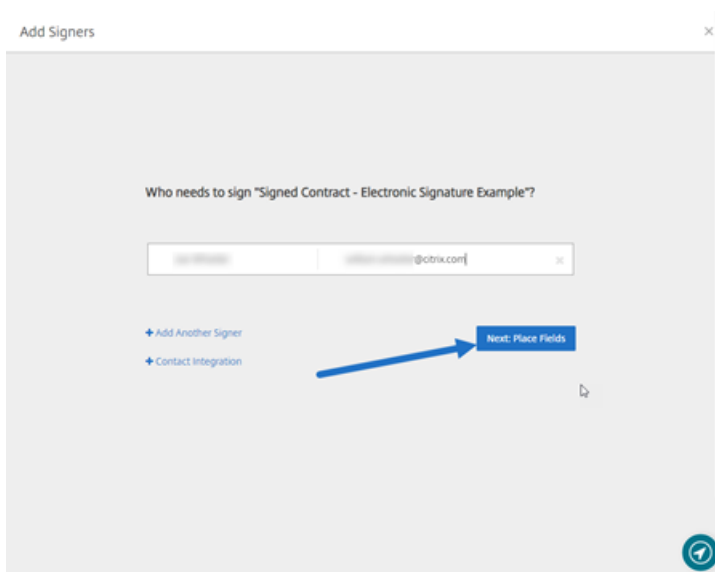 Add Signers
Who needs to sign "Signed Contract - Electronic Signature Example"?
@citrix.com
+ Add Another Signer
Next: Place Fields
+ Contact Integration